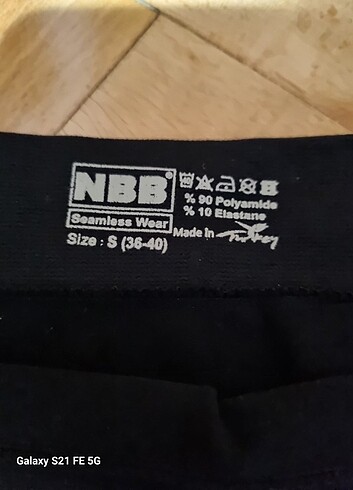 NBB®
Seamless Wear
Size : S (36-40)
% 90 Polyamide
% 10 Elastane
Made in Turkey
Galaxy S21 FE 5G